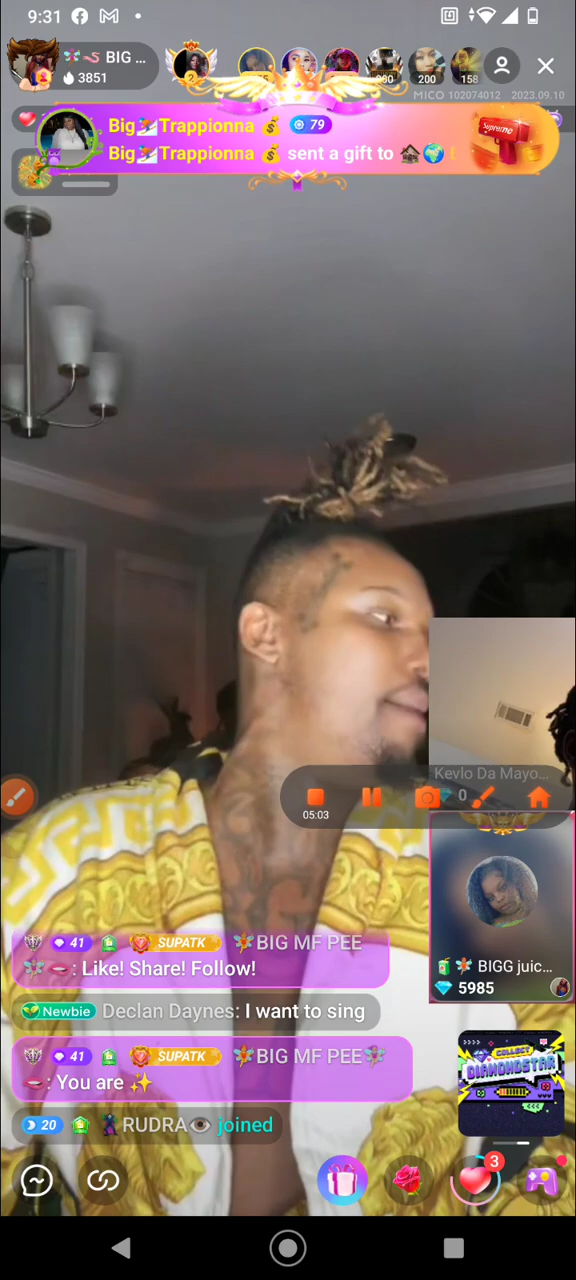 9:31
BIG ...
3851
2
200
158
MICO 102074012 2023.09.10
Big⛷Trappionna 💰 79
Big⛷Trappionna 💰 sent a gift to 🏚🌍
Supreme
Kevlo Da Mayo...
0
05:03
41 SUPATK 🧚BIG MF PEE
🧚👄: Like! Share! Follow!
BIGG juic...
5985
Newbie Declan Daynes: I want to sing
COLLECT
DIAMONDSTAR
41 SUPATK 🧚BIG MF PEE🧚
👄: You are ✨
20 RUDRA👁 joined
3